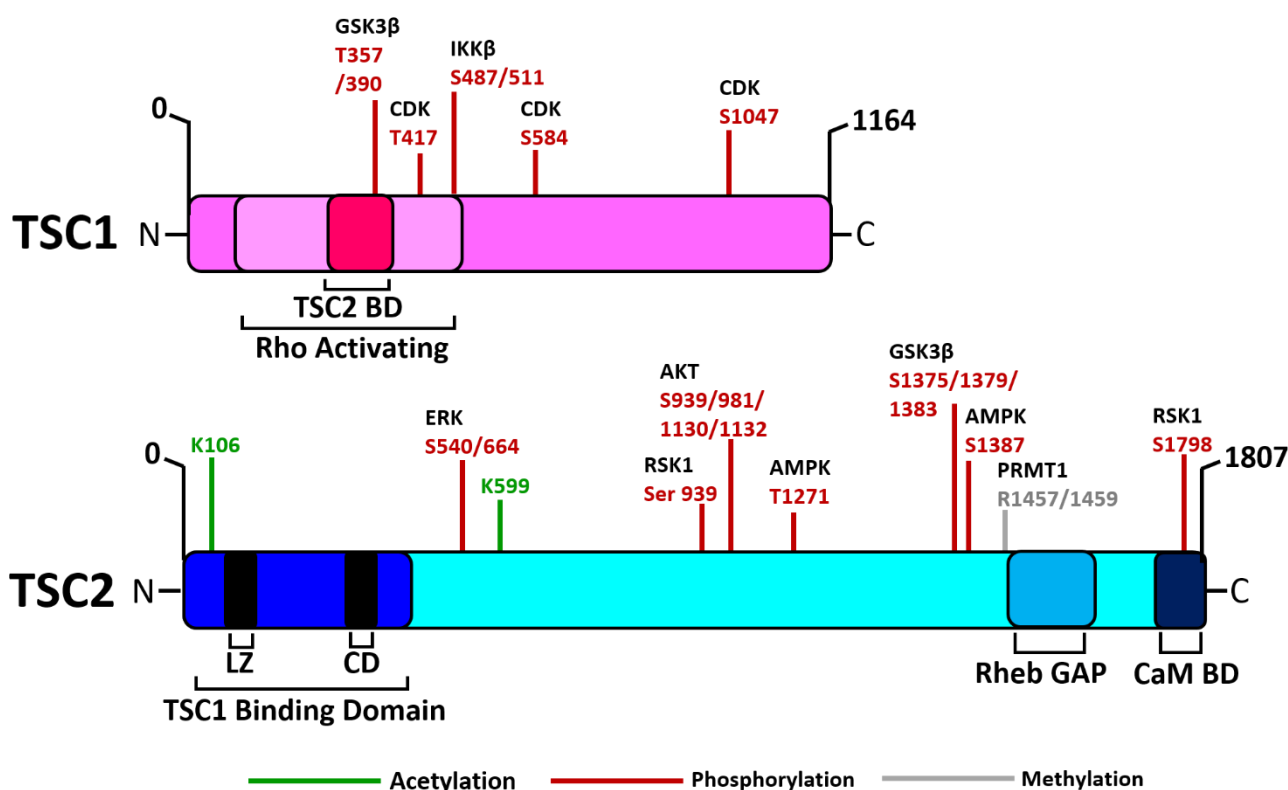 GSK3β
T357
/390
IKKβ
S487/511
CDK
T417
CDK
S584
CDK
S1047
0
1164
TSC1
N
C
TSC2 BD
Rho Activating
GSK3β
S1375/1379/
1383
AKT
S939/981/
1130/1132
ERK
S540/664
AMPK
S1387
RSK1
S1798
0
K106
K599
RSK1
Ser 939
AMPK
T1271
PRMT1
R1457/1459
1807
TSC2
N
C
LZ
CD
TSC1 Binding Domain
Rheb GAP
CaM BD
Acetylation
Phosphorylation
Methylation